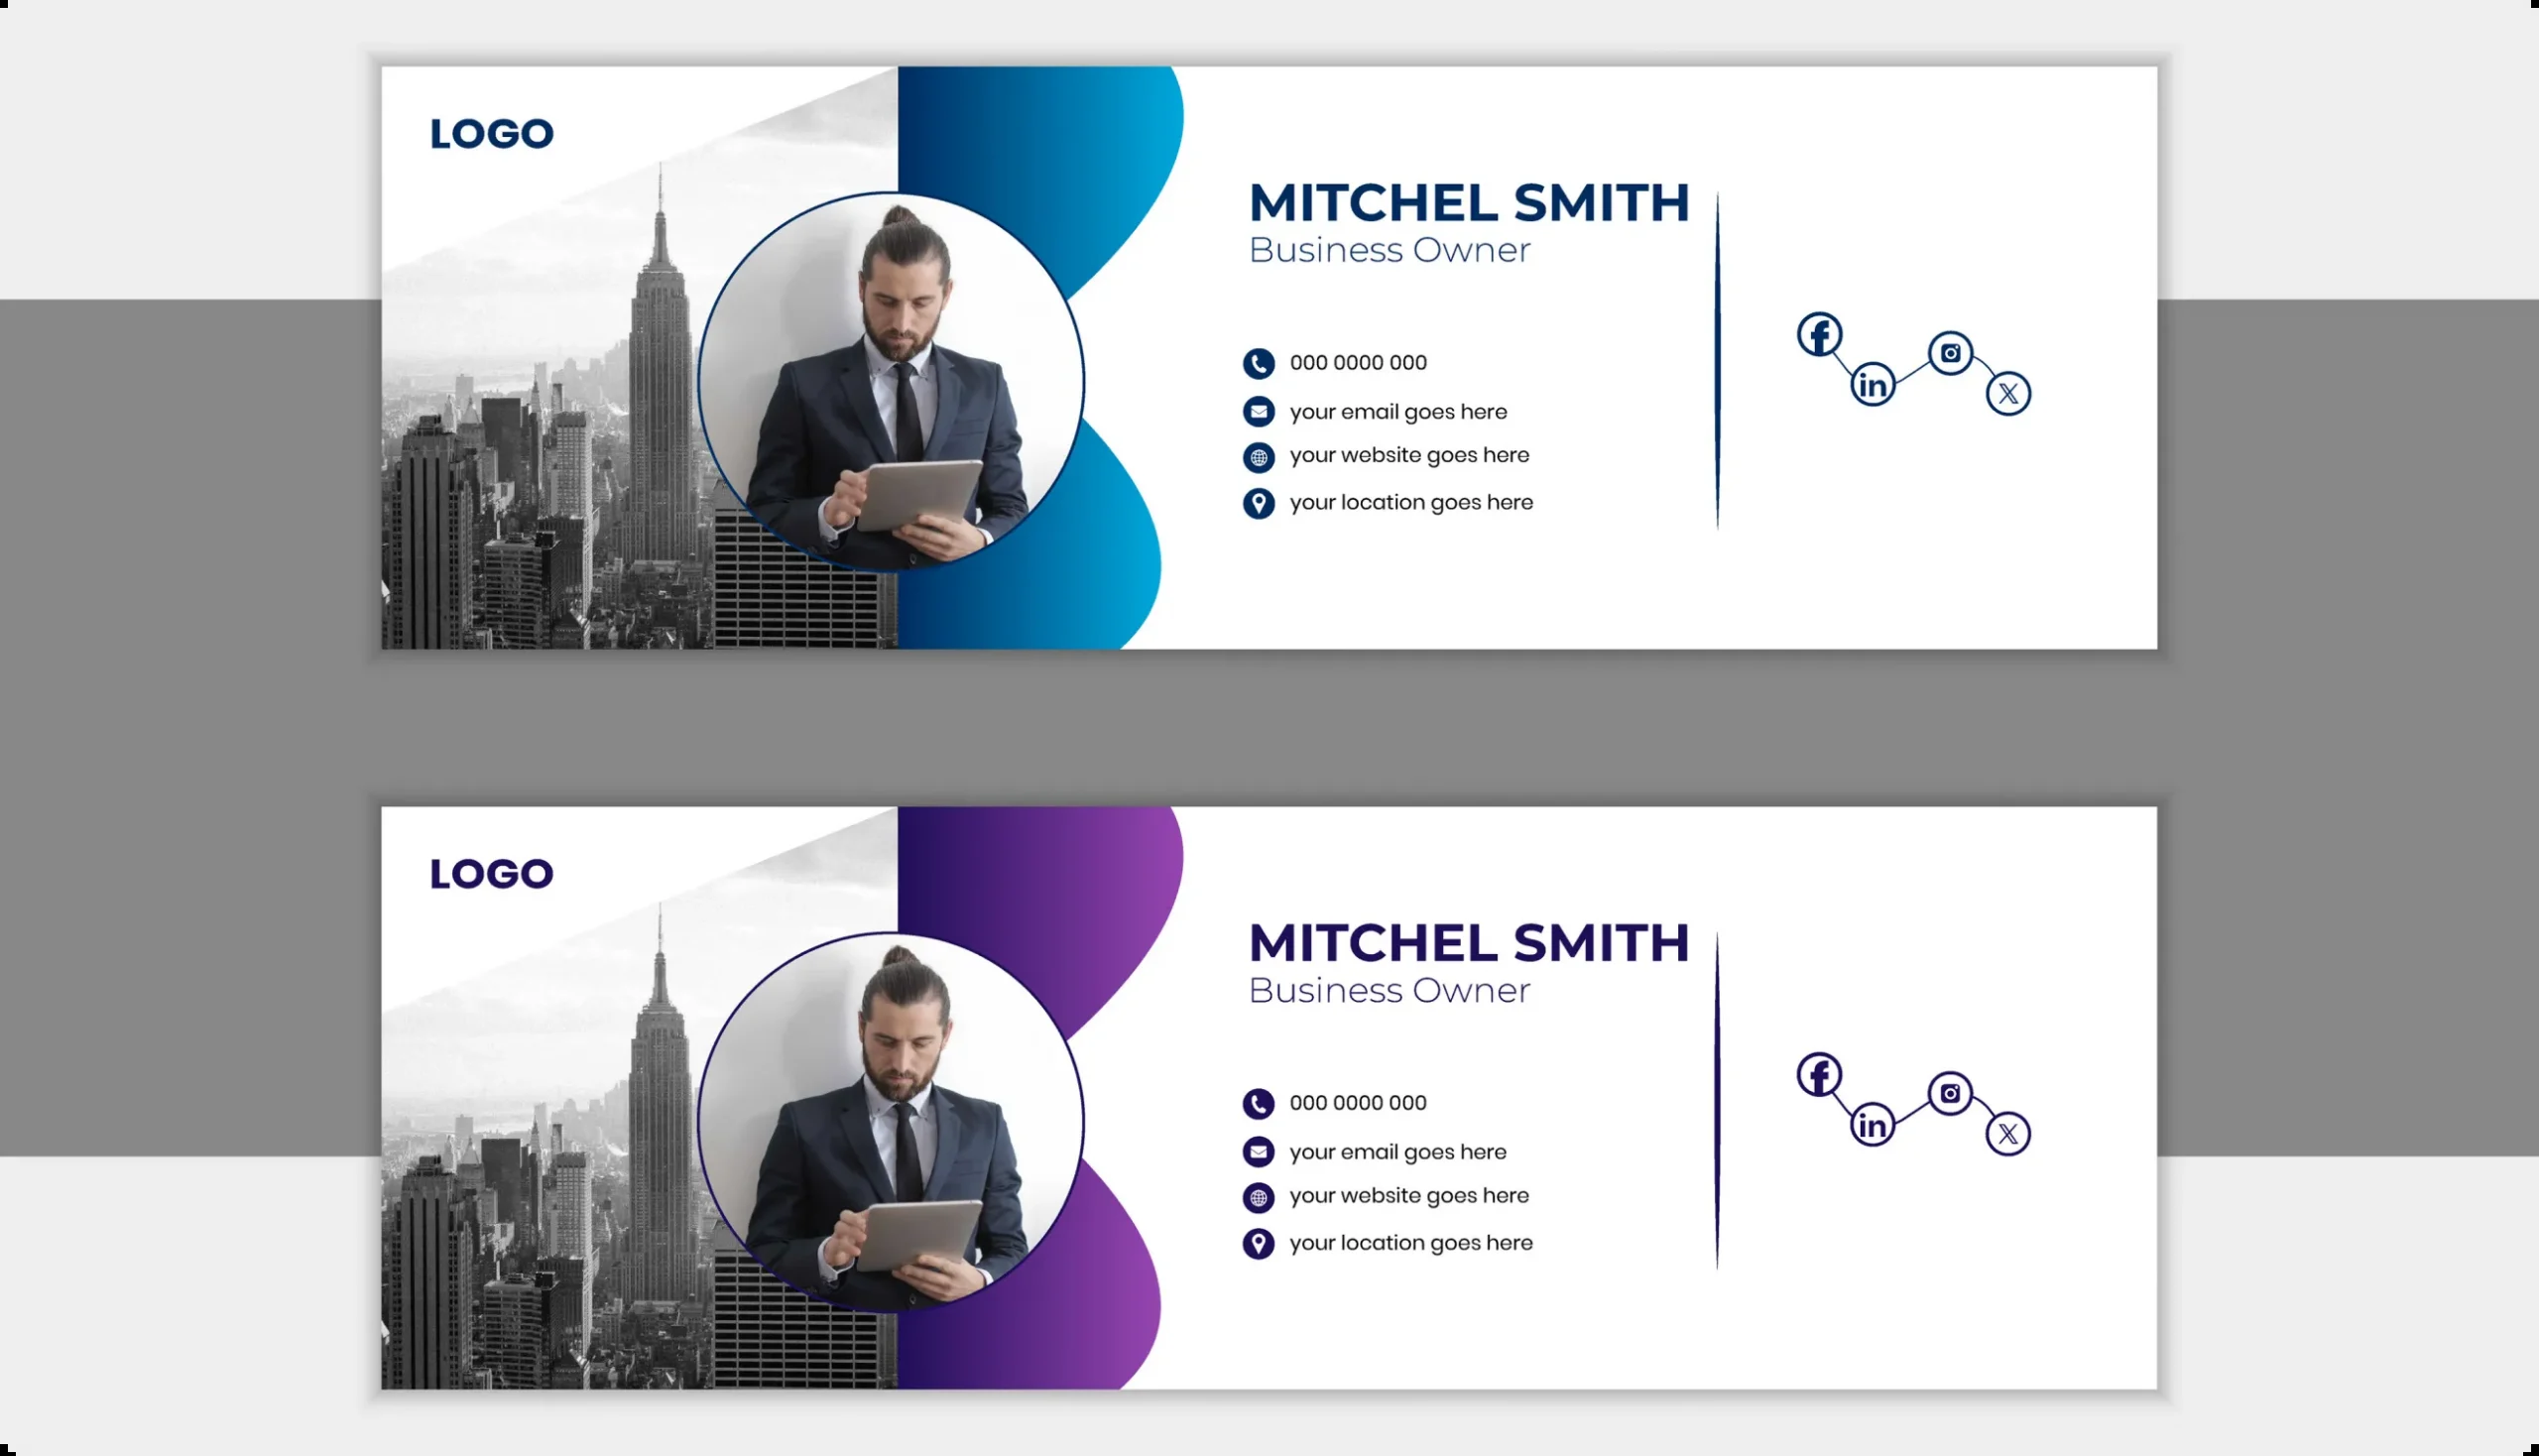 LOGO
MITCHEL SMITH
Business Owner
000 0000 000
your email goes here
your website goes here
your location goes here
f
in
X
LOGO
MITCHEL SMITH
Business Owner
000 0000 000
your email goes here
your website goes here
your location goes here
f
in
X